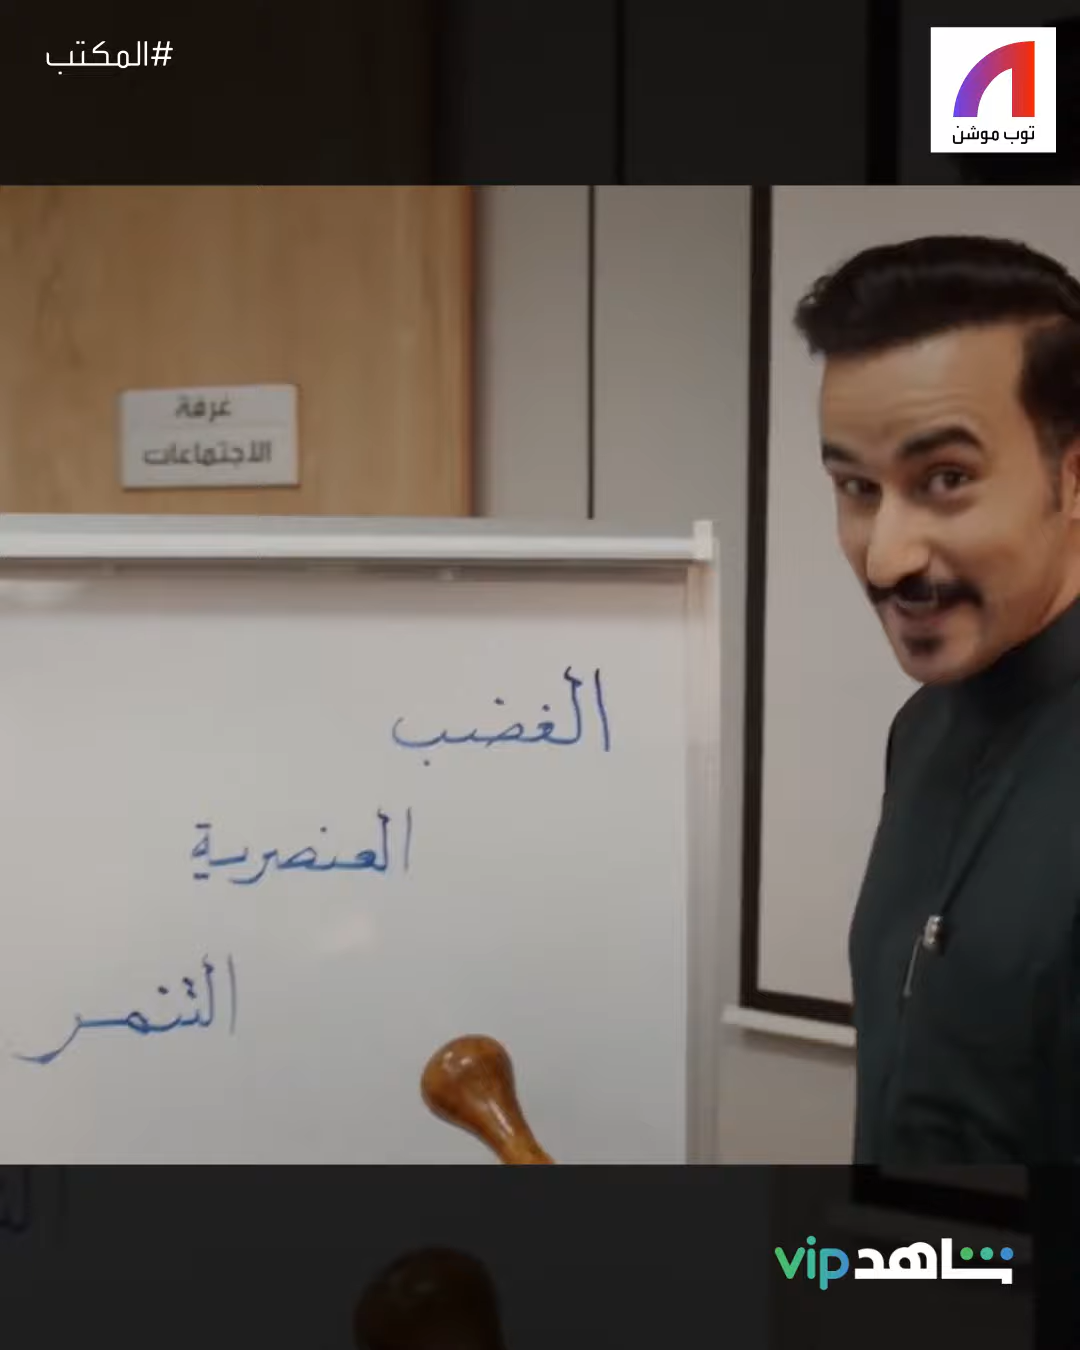 #المكتب
توب موشن
غرفة
الاجتماعات
الغضب
العنصرية
التنمر
شاهد vip